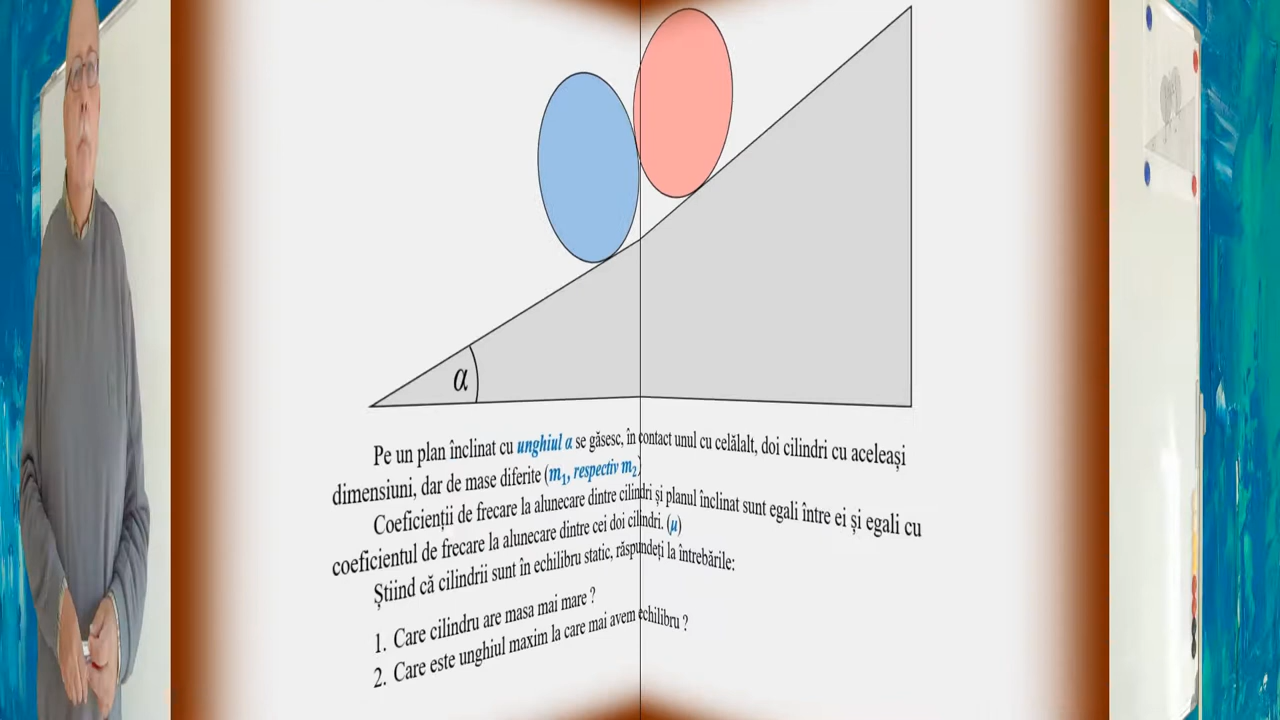 α
Pe un plan înclinat cu unghiul α se găsesc, în contact unul cu celălalt, doi cilindri cu aceleași
dimensiuni, dar de mase diferite (m₁, respectiv m₂)
Coeficienții de frecare la alunecare dintre cilindri și planul înclinat sunt egali între ei și egali cu
coeficientul de frecare la alunecare dintre cei doi cilindri. (μ)
Știind că cilindrii sunt în echilibru static, răspundeți la întrebările:
1. Care cilindru are masa mai mare ?
2. Care este unghiul maxim la care mai avem echilibru ?